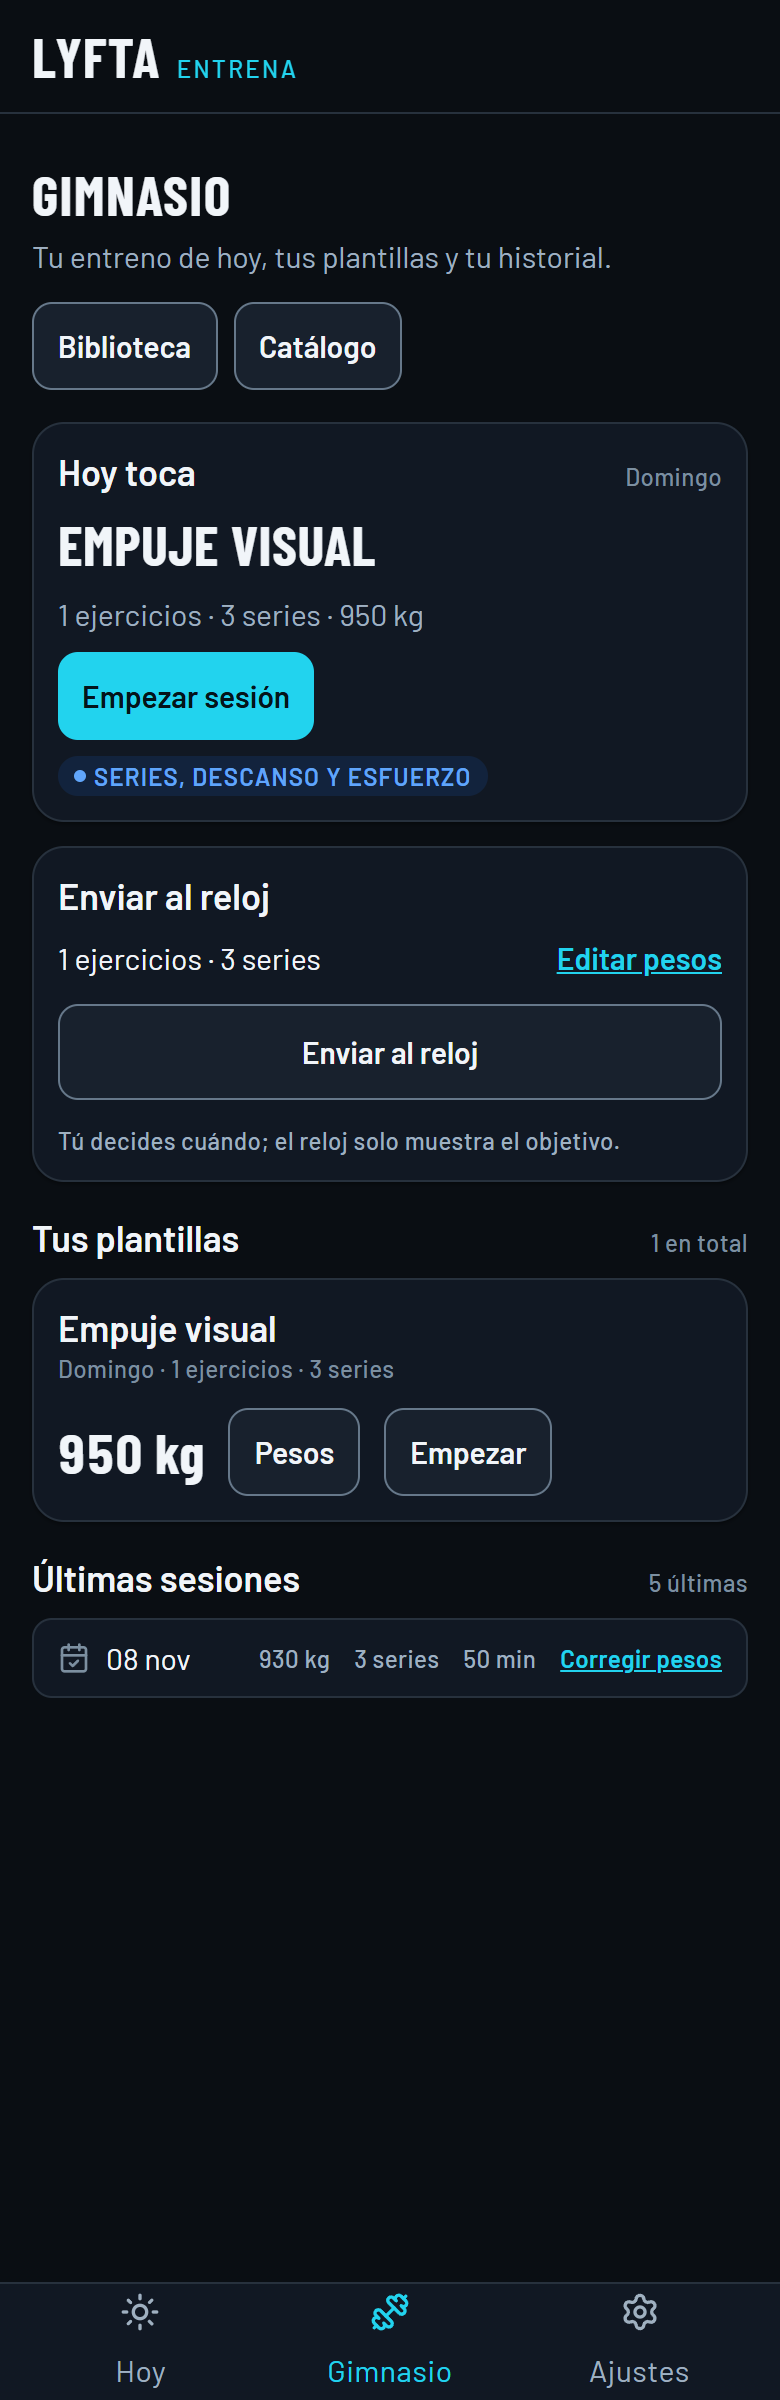 LYFTA ENTRENA
GIMNASIO
Tu entreno de hoy, tus plantillas y tu historial.
Biblioteca Catálogo
Hoy toca Domingo
EMPUJE VISUAL
1 ejercicios · 3 series · 950 kg
Empezar sesión
SERIES, DESCANSO Y ESFUERZO
Enviar al reloj
1 ejercicios · 3 series Editar pesos
Enviar al reloj
Tú decides cuándo; el reloj solo muestra el objetivo.
Tus plantillas 1 en total
Empuje visual
Domingo · 1 ejercicios · 3 series
950 kg Pesos Empezar
Últimas sesiones 5 últimas
08 nov 930 kg 3 series 50 min Corregir pesos
Hoy Gimnasio Ajustes